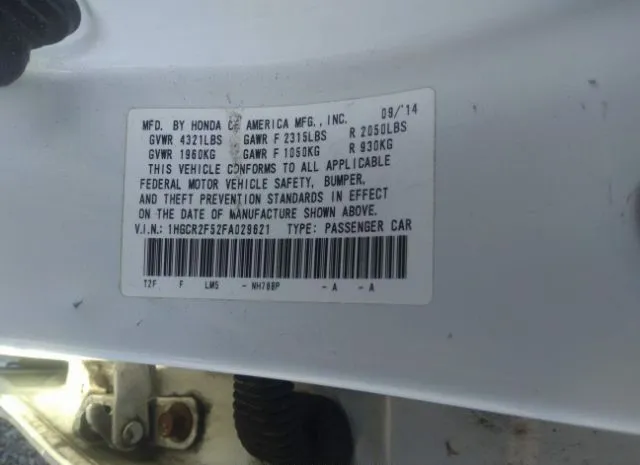 MFD. BY HONDA OF AMERICA MFG., INC. 09/'14
GVWR 4321LBS GAWR F 2315LBS R 2050LBS
GVWR 1960KG GAWR F 1050KG R 930KG
THIS VEHICLE CONFORMS TO ALL APPLICABLE
FEDERAL MOTOR VEHICLE SAFETY, BUMPER,
AND THEFT PREVENTION STANDARDS IN EFFECT
ON THE DATE OF MANUFACTURE SHOWN ABOVE.
V.I.N.: 1HGCR2F52FA029621 TYPE: PASSENGER CAR
T2F F LMS - NH788P - A - A